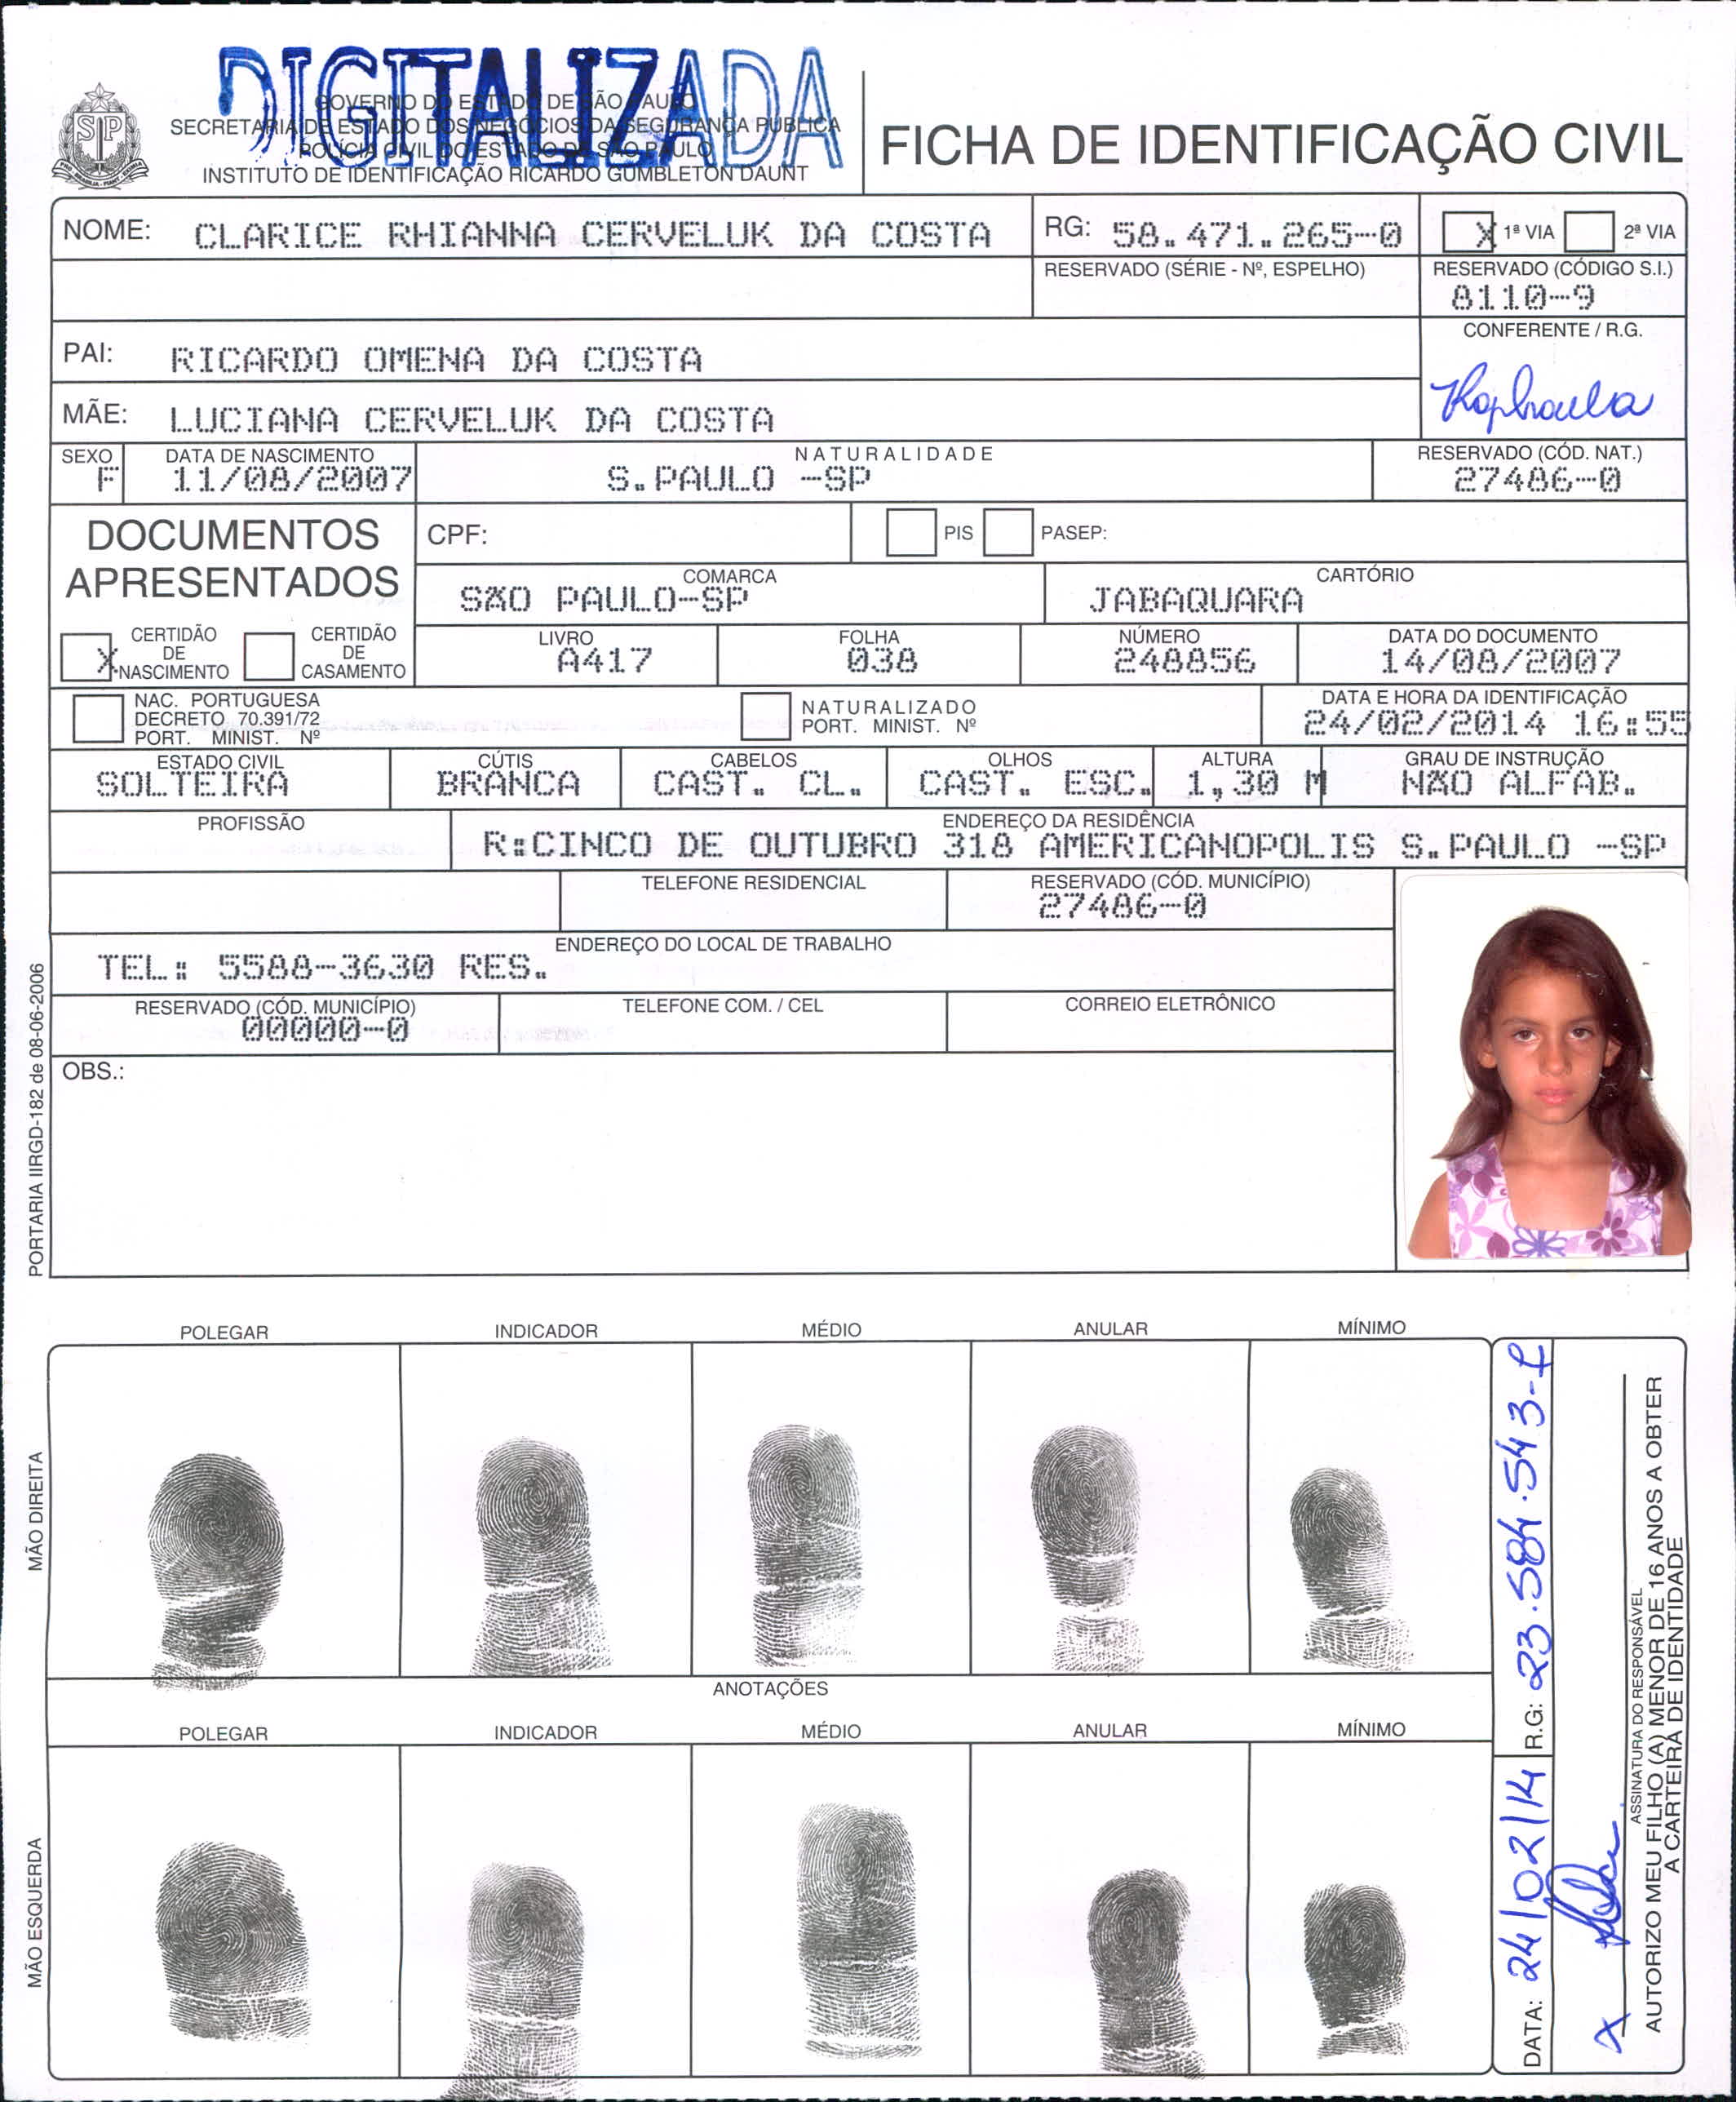 DIGITALIZADA
GOVERNO DO ESTADO DE SÃO PAULO
SECRETARIA DE ESTADO DOS NEGÓCIOS DA SEGURANÇA PÚBLICA
POLÍCIA CIVIL DO ESTADO DE SÃO PAULO
INSTITUTO DE IDENTIFICAÇÃO RICARDO GUMBLETON DAUNT
FICHA DE IDENTIFICAÇÃO CIVIL
NOME: CLARICE RHIANNA CERVELUK DA COSTA RG: 58.471.265-0 X 1ª VIA 2ª VIA
RESERVADO (SÉRIE - Nº, ESPELHO) RESERVADO (CÓDIGO S.I.)
8110-9
CONFERENTE / R.G.
PAI: RICARDO OMENA DA COSTA
MÃE: LUCIANA CERVELUK DA COSTA
SEXO DATA DE NASCIMENTO NATURALIDADE RESERVADO (CÓD. NAT.)
F 11/08/2007 S.PAULO -SP 27486-0
DOCUMENTOS
APRESENTADOS
CPF: PIS PASEP:
COMARCA CARTÓRIO
SÃO PAULO-SP JABAQUARA
X CERTIDÃO DE NASCIMENTO CERTIDÃO DE CASAMENTO
LIVRO FOLHA NÚMERO DATA DO DOCUMENTO
A417 038 248856 14/08/2007
NAC. PORTUGUESA
DECRETO 70.391/72
PORT. MINIST. Nº
NATURALIZADO
PORT. MINIST. Nº
DATA E HORA DA IDENTIFICAÇÃO
24/02/2014 16:55
ESTADO CIVIL CÚTIS CABELOS OLHOS ALTURA GRAU DE INSTRUÇÃO
SOLTEIRA BRANCA CAST. CL. CAST. ESC. 1,30 M NÃO ALFAB.
PROFISSÃO ENDEREÇO DA RESIDÊNCIA
R:CINCO DE OUTUBRO 318 AMERICANOPOLIS S.PAULO -SP
TELEFONE RESIDENCIAL RESERVADO (CÓD. MUNICÍPIO)
27486-0
ENDEREÇO DO LOCAL DE TRABALHO
TEL: 5588-3630 RES.
RESERVADO (CÓD. MUNICÍPIO) TELEFONE COM. / CEL CORREIO ELETRÔNICO
00000-0
OBS.:
PORTARIA IIRGD-182 de 08-06-2006
POLEGAR INDICADOR MÉDIO ANULAR MÍNIMO
MÃO DIREITA
ANOTAÇÕES
POLEGAR INDICADOR MÉDIO ANULAR MÍNIMO
MÃO ESQUERDA
DATA: 24/02/14 R.G: 23.584.543-
X
ASSINATURA DO RESPONSÁVEL
AUTORIZO MEU FILHO (A) MENOR DE 16 ANOS A OBTER
A CARTEIRA DE IDENTIDADE